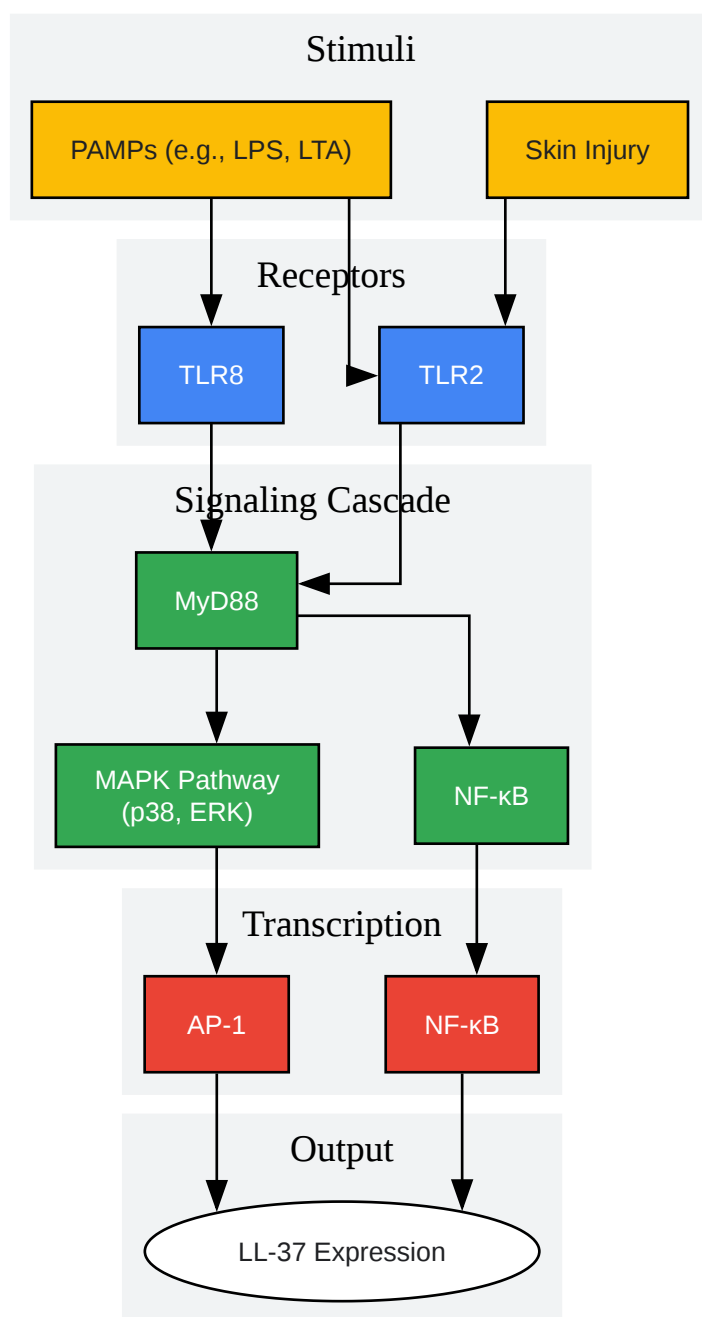 Stimuli
PAMPs (e.g., LPS, LTA)
Skin Injury
Receptors
TLR8
TLR2
Signaling Cascade
MyD88
MAPK Pathway
(p38, ERK)
NF-κB
Transcription
AP-1
NF-κB
Output
LL-37 Expression